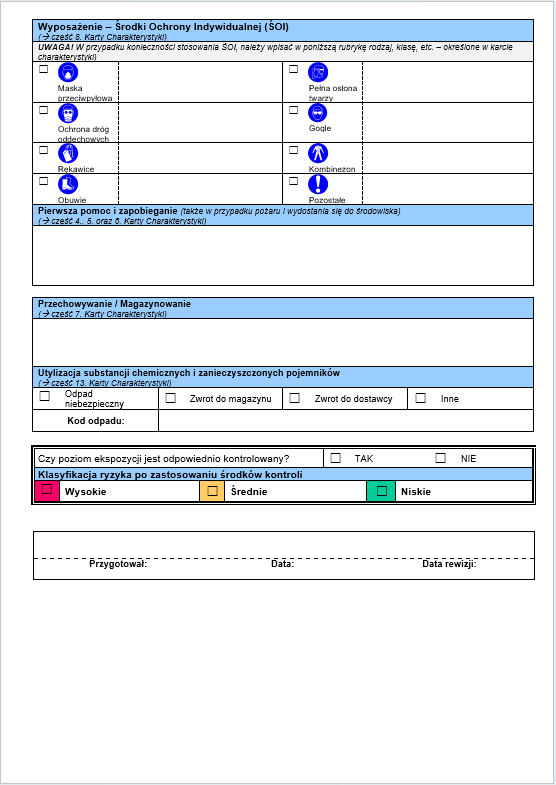 Wyposażenie – Środki Ochrony Indywidualnej (ŚOI)
(→ część 8. Karty Charakterystyki)
UWAGA! W przypadku konieczności stosowania ŚOI, należy wpisać w poniższą rubrykę rodzaj, klasę, etc. – określone w karcie
charakterystyki)
☐ Maska
przeciwpyłowa
☐ Pełna osłona
twarzy
☐ Ochrona dróg
oddechowych
☐ Gogle
☐ Rękawice
☐ Kombinezon
☐ Obuwie
☐ Pozostałe
Pierwsza pomoc i zapobieganie (także w przypadku pożaru i wydostania się do środowiska)
(→ część 4., 5. oraz 6. Karty Charakterystyki)
Przechowywanie / Magazynowanie
(→ część 7. Karty Charakterystyki)
Utylizacja substancji chemicznych i zanieczyszczonych pojemników
(→ część 13. Karty Charakterystyki)
☐ Odpad
niebezpieczny
☐ Zwrot do magazynu ☐ Zwrot do dostawcy ☐ Inne
Kod odpadu:
Czy poziom ekspozycji jest odpowiednio kontrolowany? ☐ TAK ☐ NIE
Klasyfikacja ryzyka po zastosowaniu środków kontroli
☐ Wysokie ☐ Średnie ☐ Niskie
Przygotował: Data: Data rewizji: